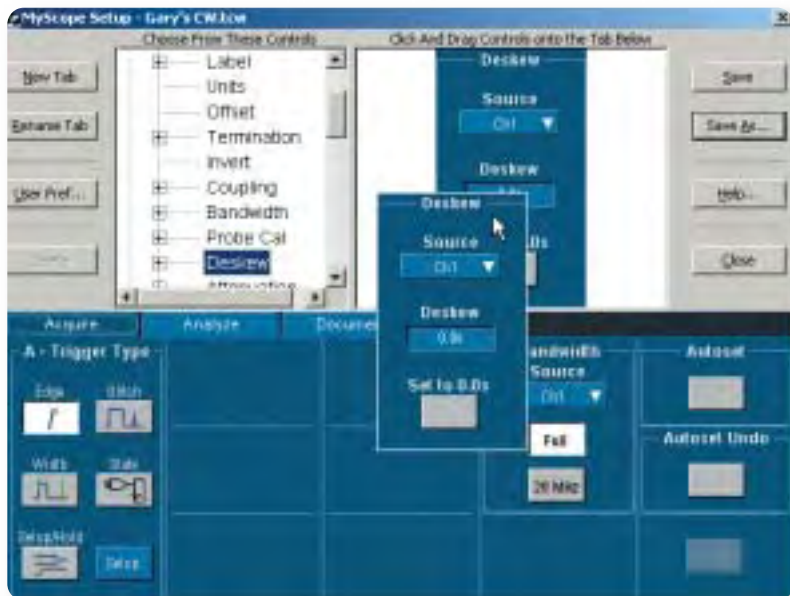 MyScope Setup - Gary's CW.tcw
Choose From These Controls
Click And Drag Controls onto the Tab Below
New Tab
Rename Tab
User Pref...
Label
Units
Offset
Termination
Invert
Coupling
Bandwidth
Probe Cal
Deskew
Attenuation
Deskew
Source
Ch1
Deskew
Save
Save As...
Help...
Close
Deskew
Source
Ch1
Deskew
0.0s
Set to 0.0s
Acquire
Analyze
A - Trigger Type
Edge
Glitch
Width
State
Setup/Hold
Setup
Source
Ch1
Full
20 MHz
Autoset
Autoset Undo